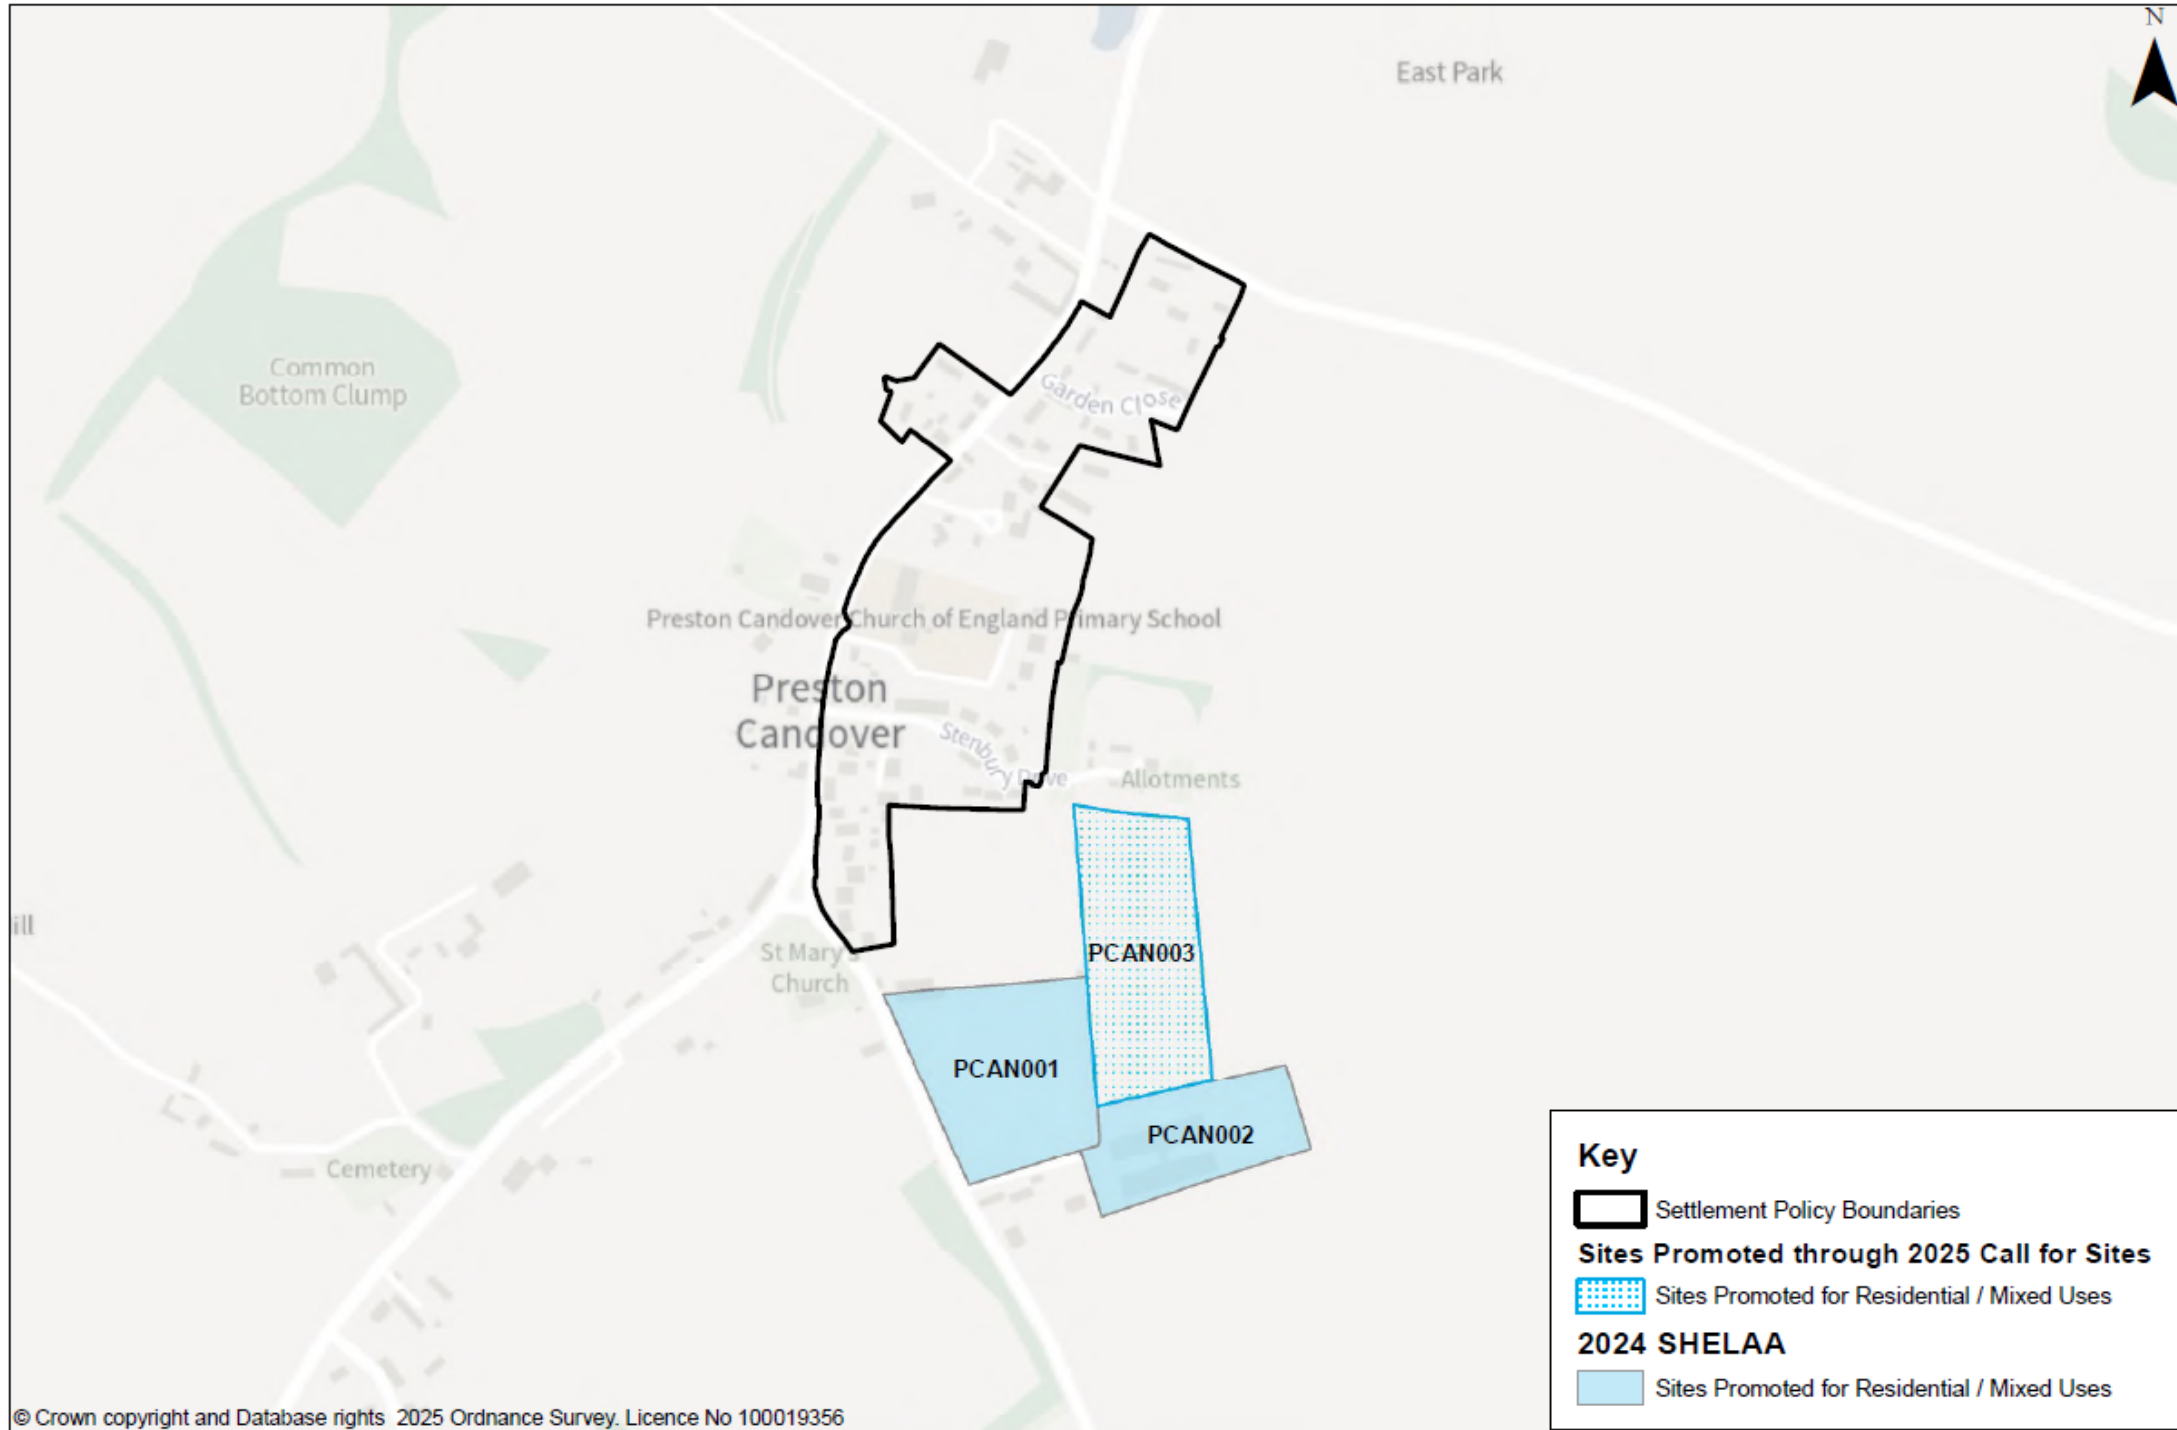 N
East Park
Common
Bottom Clump
Garden Close
Preston Candover Church of England Primary School
Preston
Candover
Stenbury Drive
Allotments
ill
St Mary's
Church
PCAN003
PCAN001
PCAN002
Cemetery
Key
Settlement Policy Boundaries
Sites Promoted through 2025 Call for Sites
Sites Promoted for Residential / Mixed Uses
2024 SHELAA
Sites Promoted for Residential / Mixed Uses
© Crown copyright and Database rights 2025 Ordnance Survey. Licence No 100019356